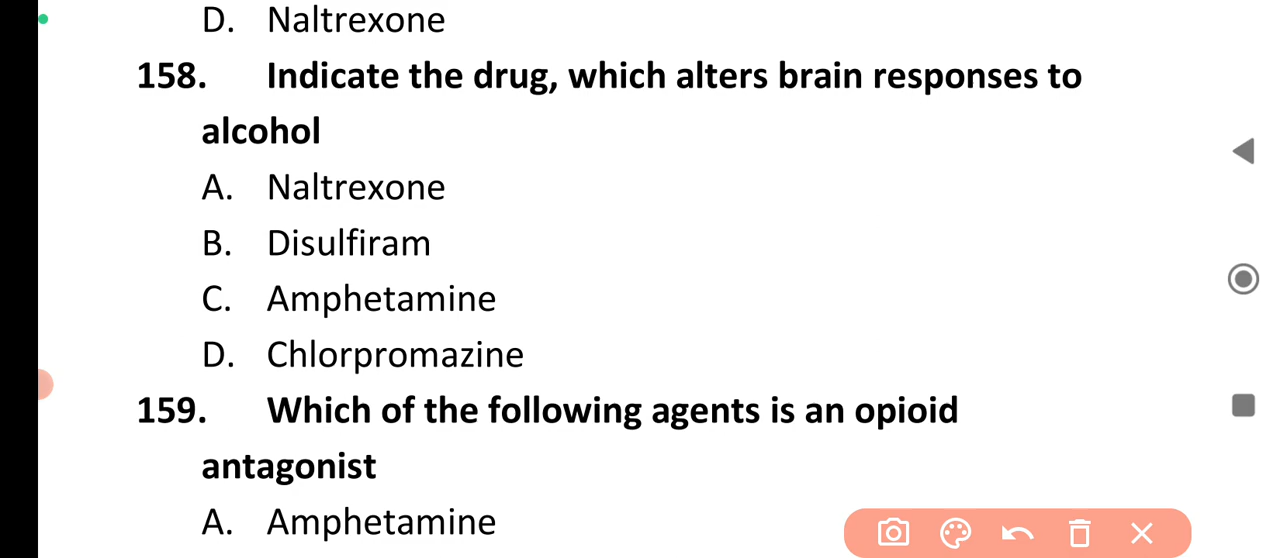 D. Naltrexone
158. Indicate the drug, which alters brain responses to
alcohol
A. Naltrexone
B. Disulfiram
C. Amphetamine
D. Chlorpromazine
159. Which of the following agents is an opioid
antagonist
A. Amphetamine